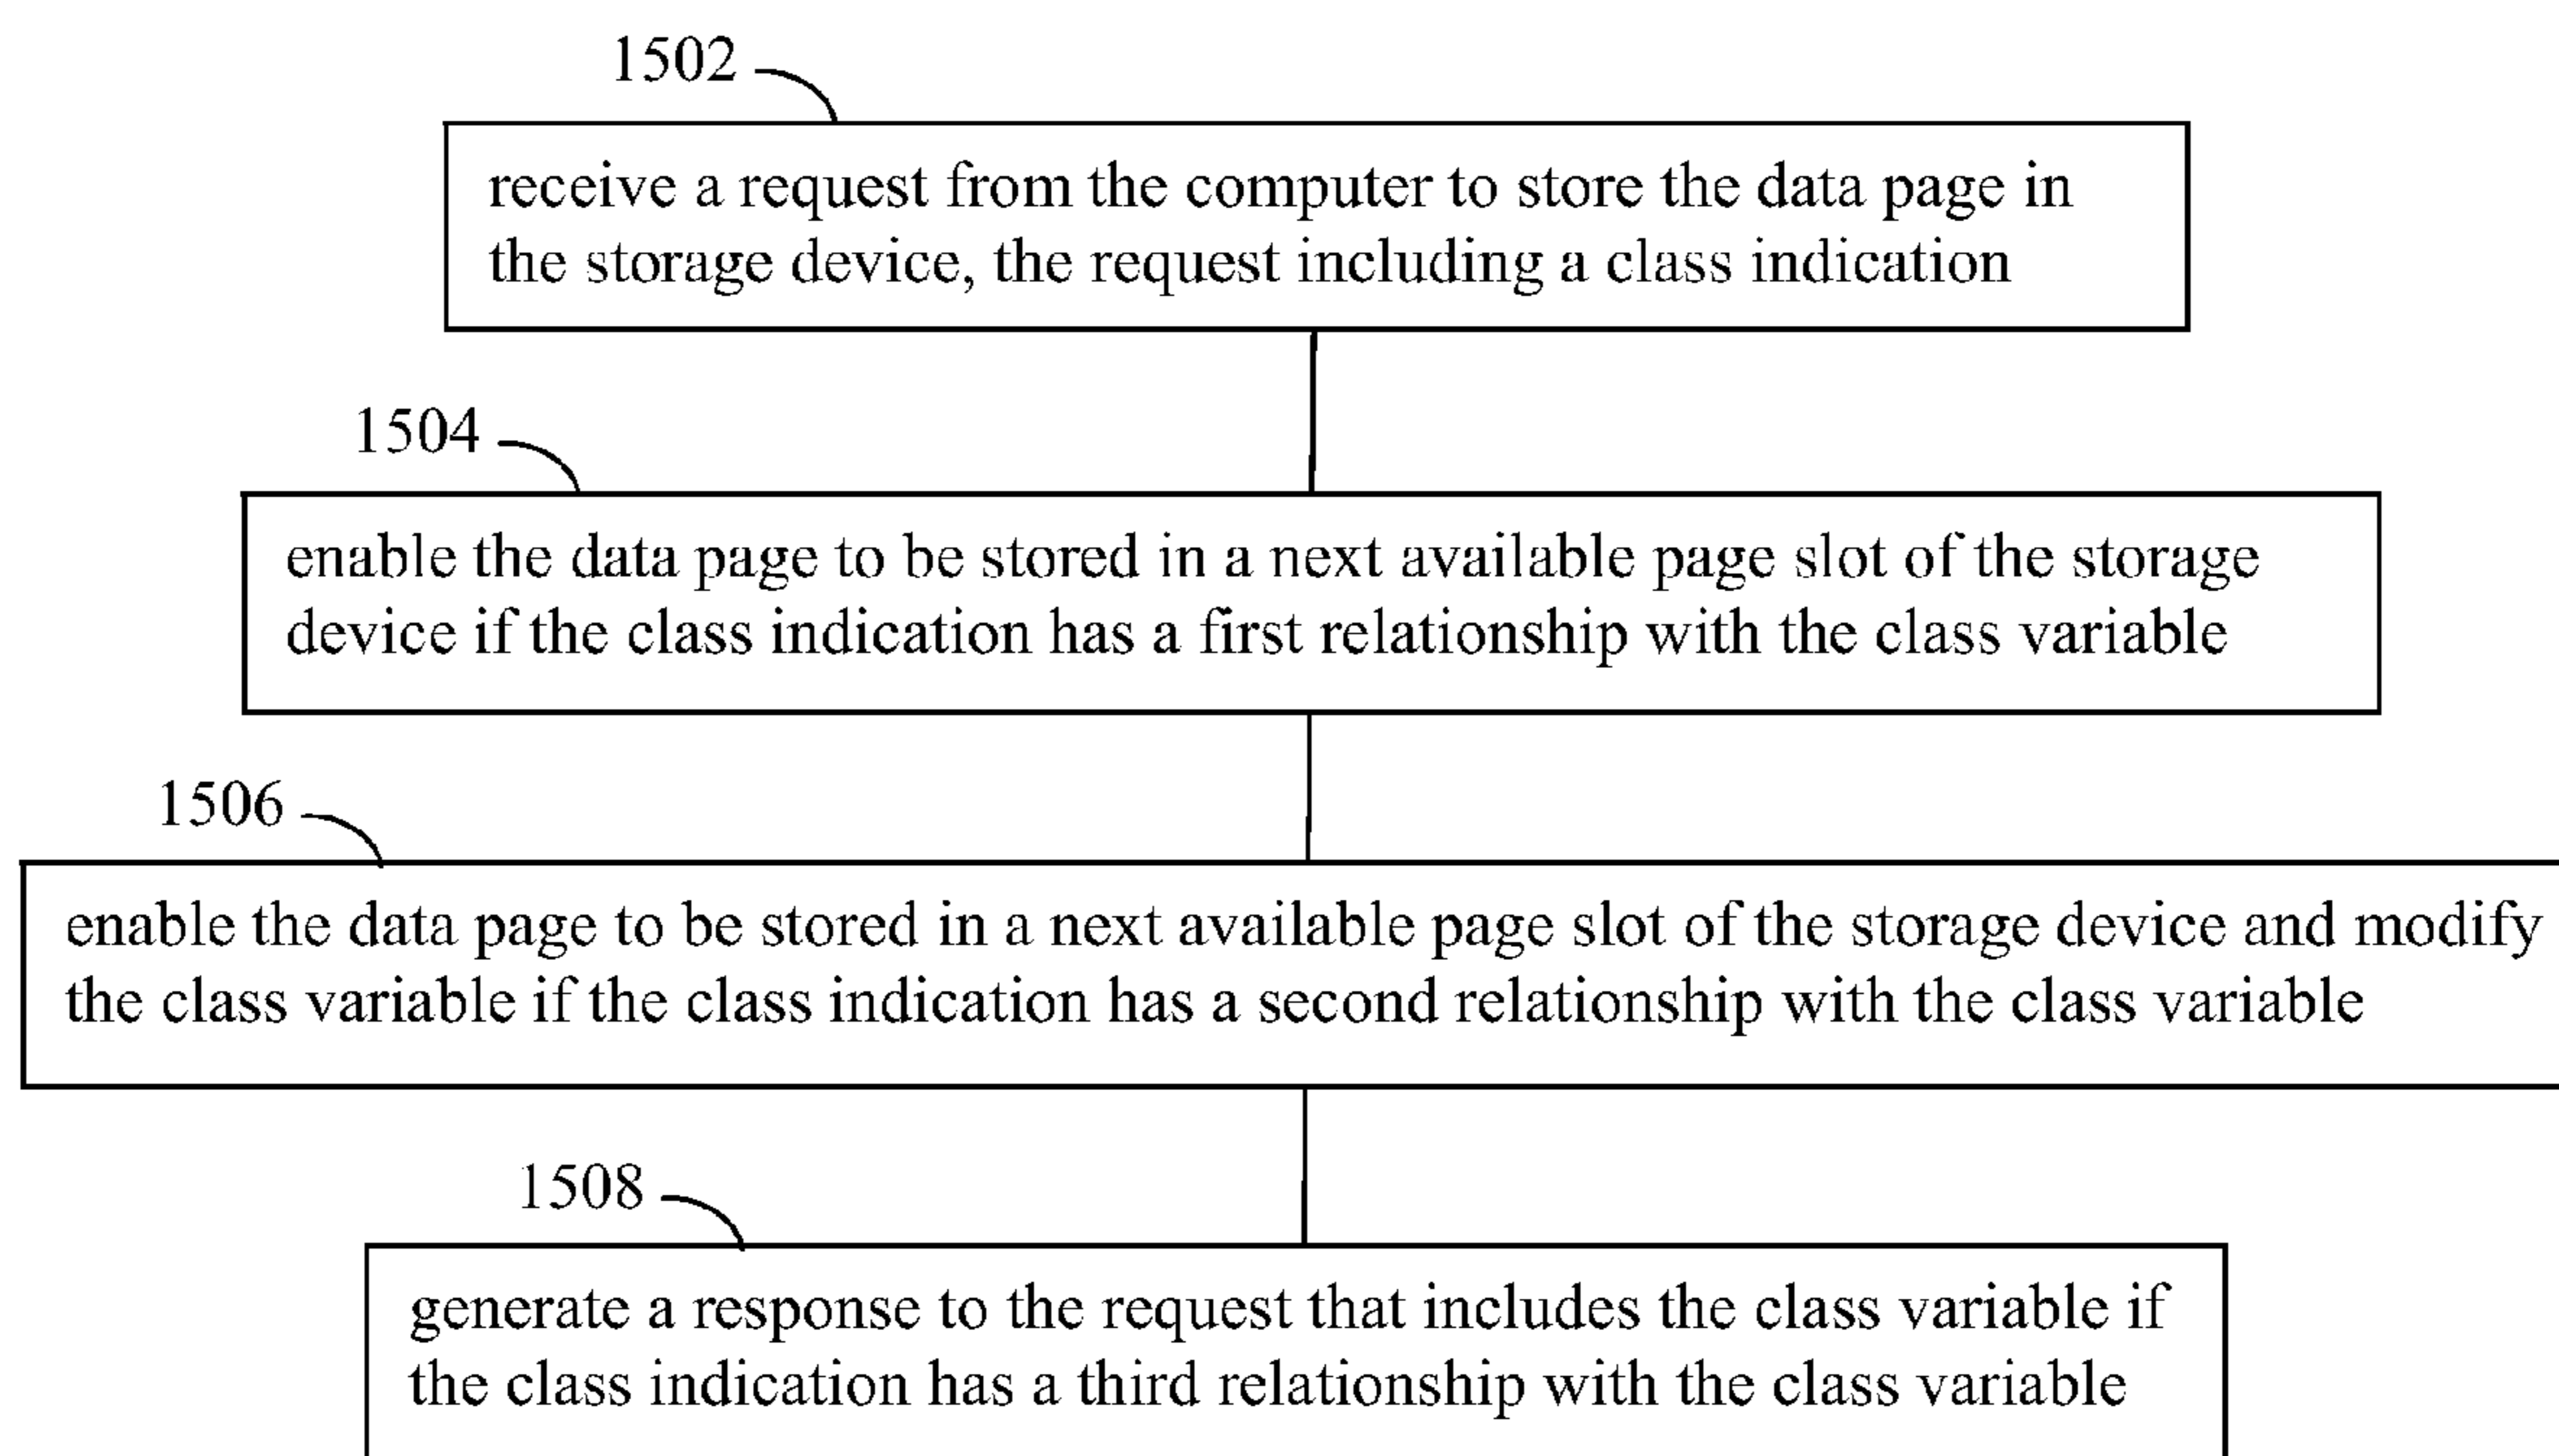 1502
receive a request from the computer to store the data page in
the storage device, the request including a class indication
1504
enable the data page to be stored in a next available page slot of the storage
device if the class indication has a first relationship with the class variable
1506
enable the data page to be stored in a next available page slot of the storage device and modify
the class variable if the class indication has a second relationship with the class variable
1508
generate a response to the request that includes the class variable if
the class indication has a third relationship with the class variable